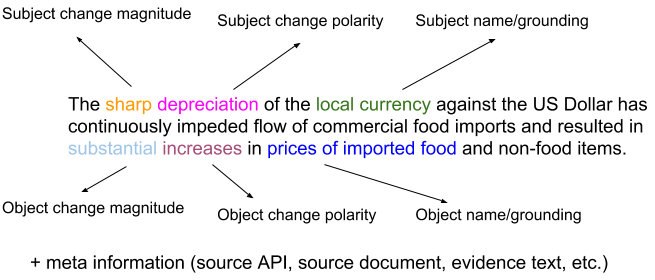 Subject change magnitude
Subject change polarity
Subject name/grounding
The sharp depreciation of the local currency against the US Dollar has
continuously impeded flow of commercial food imports and resulted in
substantial increases in prices of imported food and non-food items.
Object change magnitude
Object change polarity
Object name/grounding
+ meta information (source API, source document, evidence text, etc.)